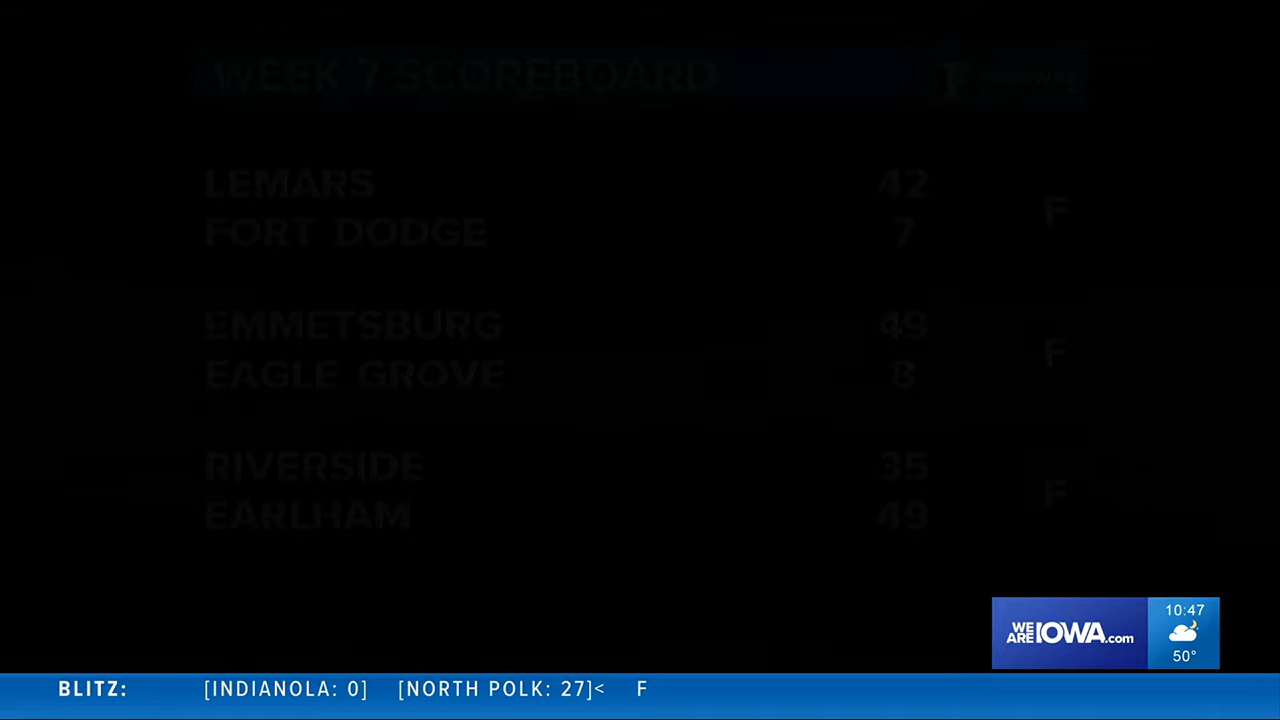 WEEK 7 SCOREBOARD
LEMARS 42
FORT DODGE 7
F
EMMETSBURG 49
EAGLE GROVE 8
F
RIVERSIDE 35
EARLHAM 49
F
WE ARE IOWA.com
10:47
50°
BLITZ: [INDIANOLA: 0] [NORTH POLK: 27]< F